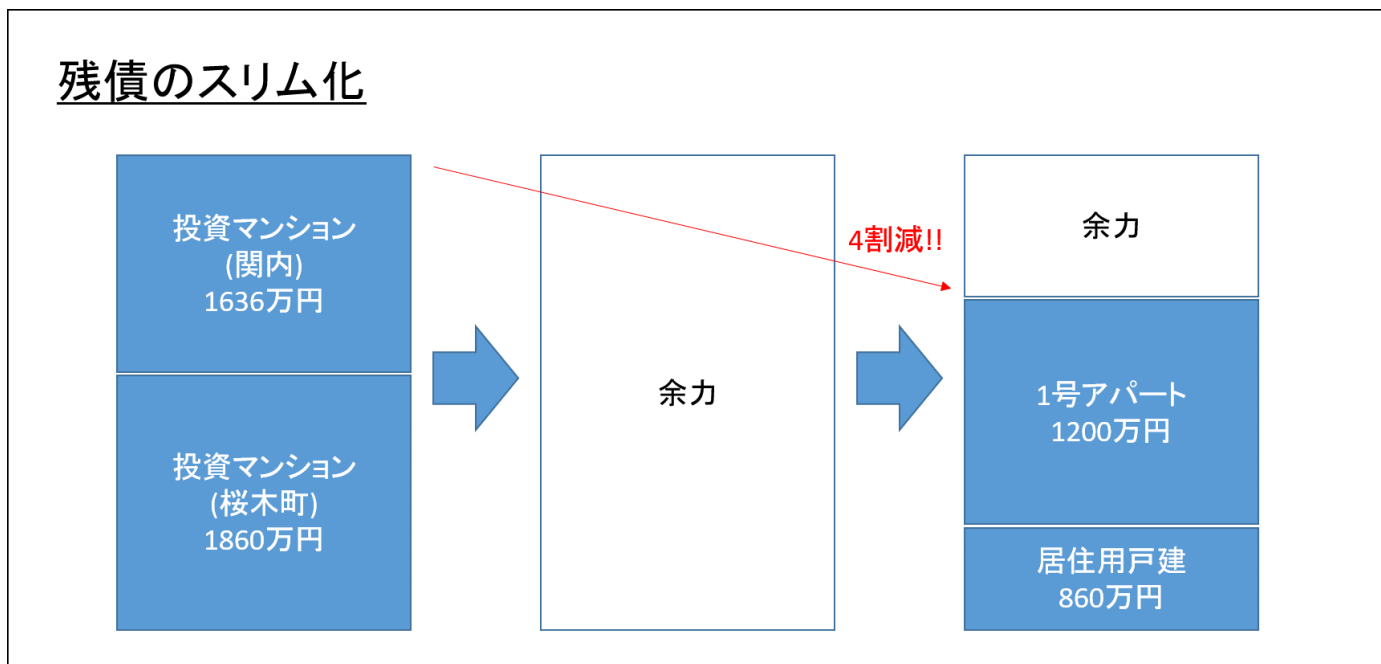 残債のスリム化
投資マンション
(関内)
1636万円
投資マンション
(桜木町)
1860万円
余力
4割減!!
余力
1号アパート
1200万円
居住用戸建
860万円